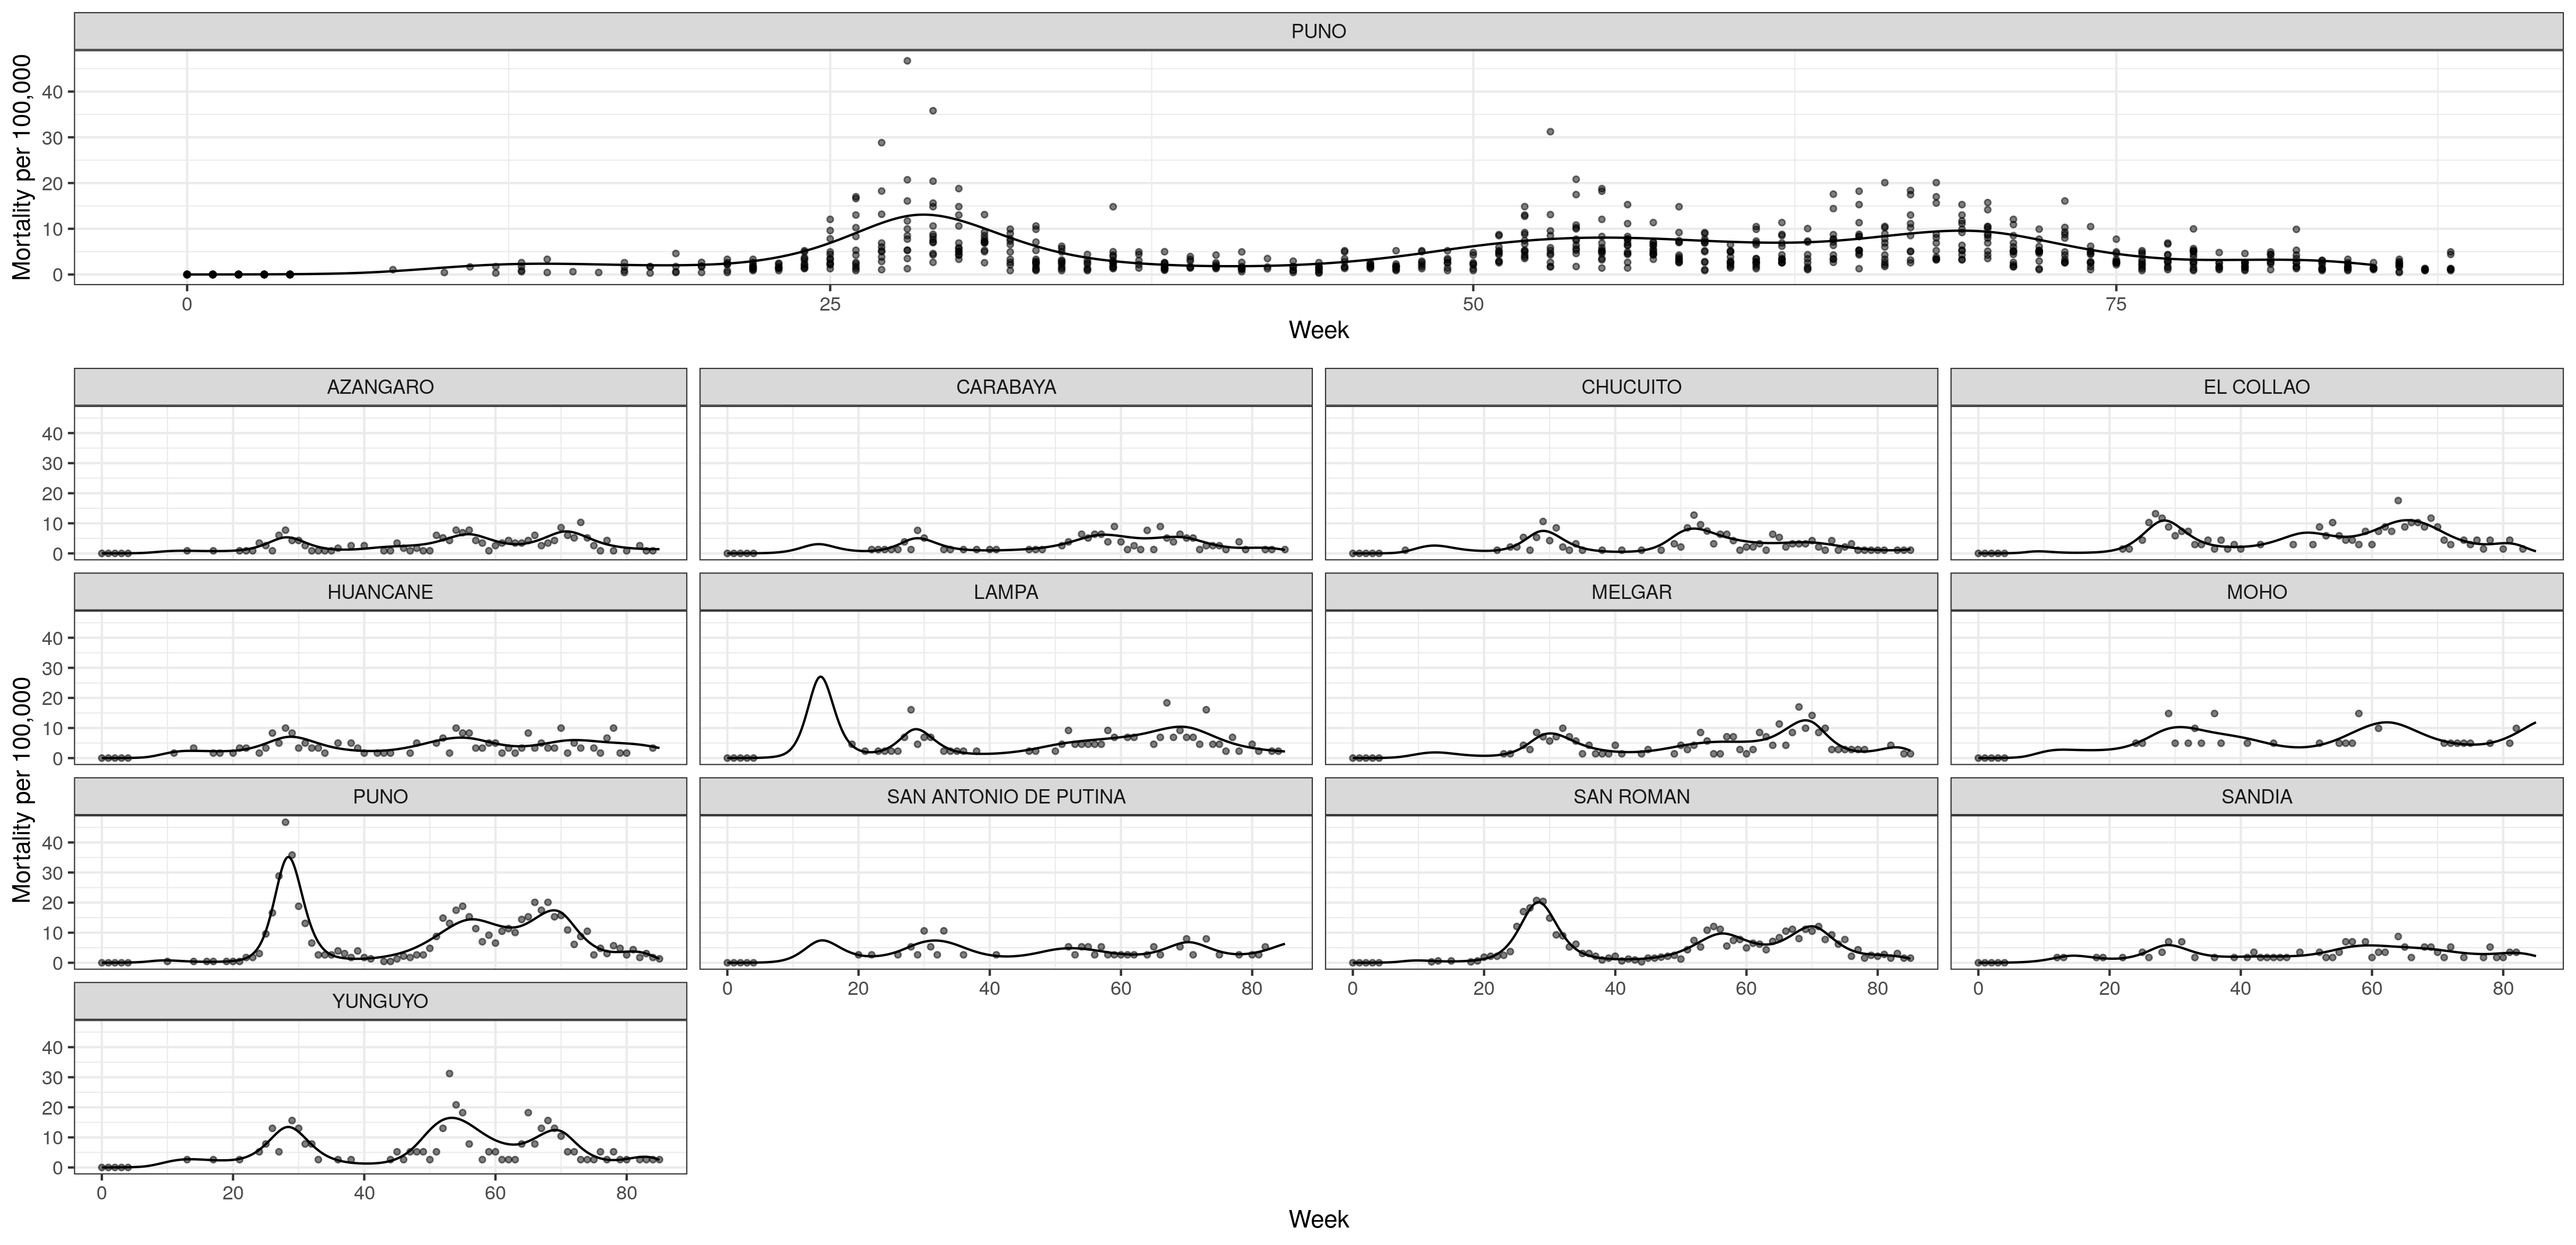 PUNO
Mortality per 100,000
40
30
20
10
0
0 25 50 75
Week
AZANGARO CARABAYA CHUCUITO EL COLLAO
40
30
20
10
0
HUANCANE LAMPA MELGAR MOHO
Mortality per 100,000
40
30
20
10
0
PUNO SAN ANTONIO DE PUTINA SAN ROMAN SANDIA
40
30
20
10
0
0 20 40 60 80 0 20 40 60 80 0 20 40 60 80
YUNGUYO
40
30
20
10
0
0 20 40 60 80
Week